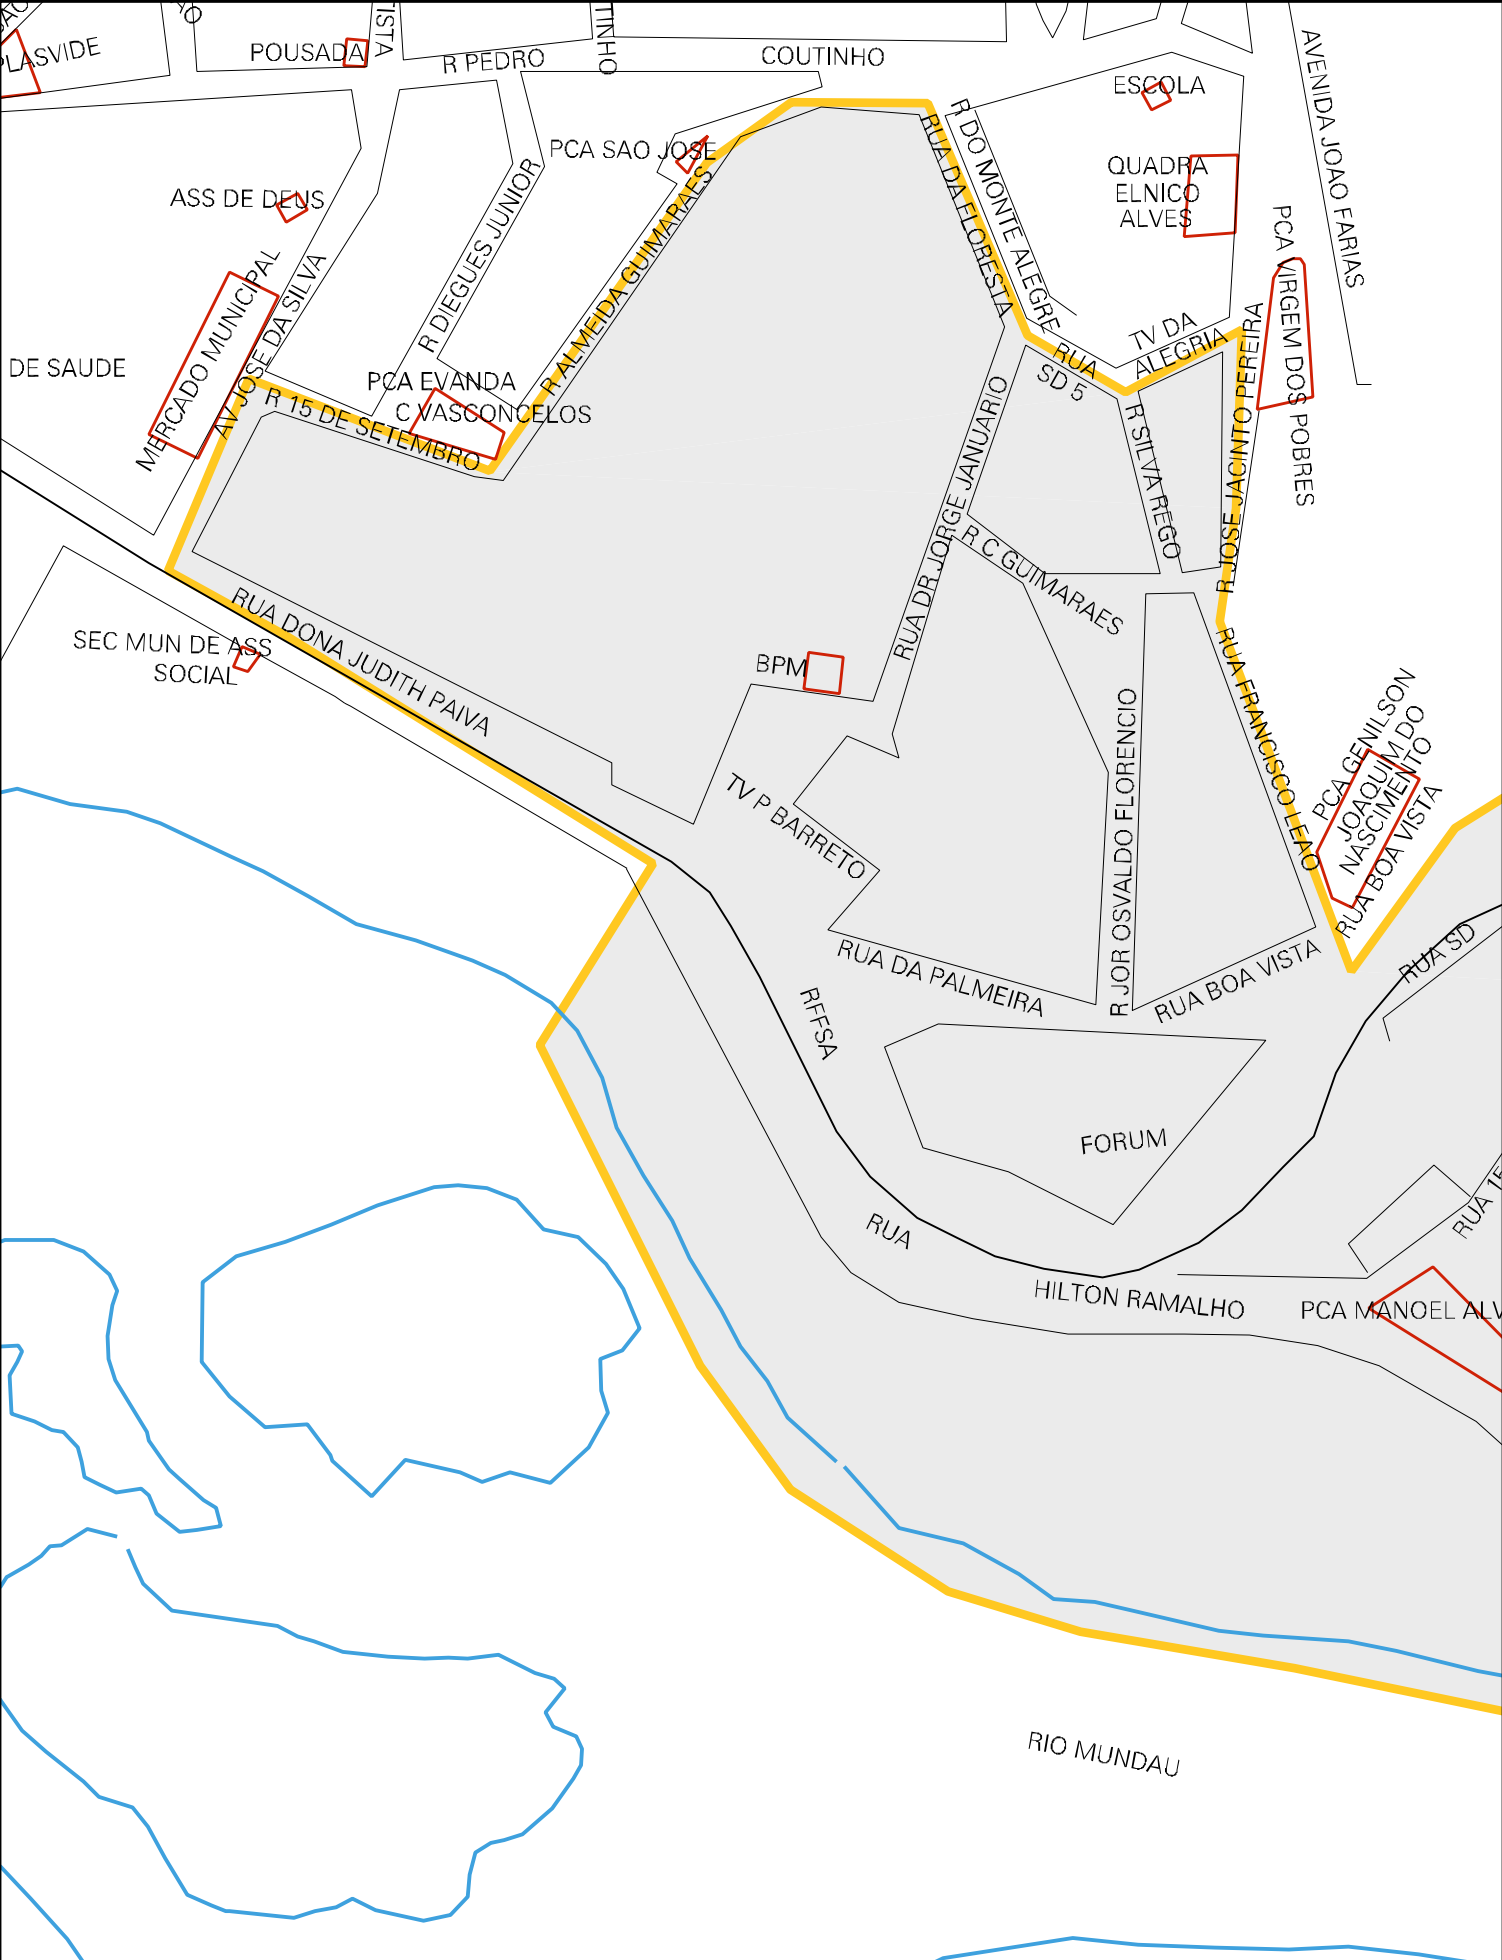 PLASVIDE
POUSADA
R PEDRO
TINHO
COUTINHO
ESCOLA
AVENIDA JOAO FARIAS
PCA SAO JOSE
R DO MONTE ALEGRE
RUA DA FLORESTA
QUADRA
ELNICO
ALVES
ASS DE DEUS
R DIEGUES JUNIOR
R ALMEIDA GUIMARAES
MERCADO MUNICIPAL
AV JOSE DA SILVA
PCA VIRGEM DOS POBRES
TV DA
ALEGRIA
RUA
SD 5
DE SAUDE
PCA EVANDA
C VASCONCELOS
R 15 DE SETEMBRO
R SILVA REGO
R JOSE JACINTO PEREIRA
RUA DR JORGE JANUARIO
R C GUIMARAES
RUA DONA JUDITH PAIVA
SEC MUN DE ASS
SOCIAL
BPM
RUA FRANCISCO LEAO
R JOR OSVALDO FLORENCIO
PCA GENILSON
JOAQUIM DO
NASCIMENTO
RUA BOA VISTA
TV P BARRETO
RUA DA PALMEIRA
RUA BOA VISTA
RUA SD
RFFSA
FORUM
RUA 15
RUA
HILTON RAMALHO
PCA MANOEL ALV
RIO MUNDAU